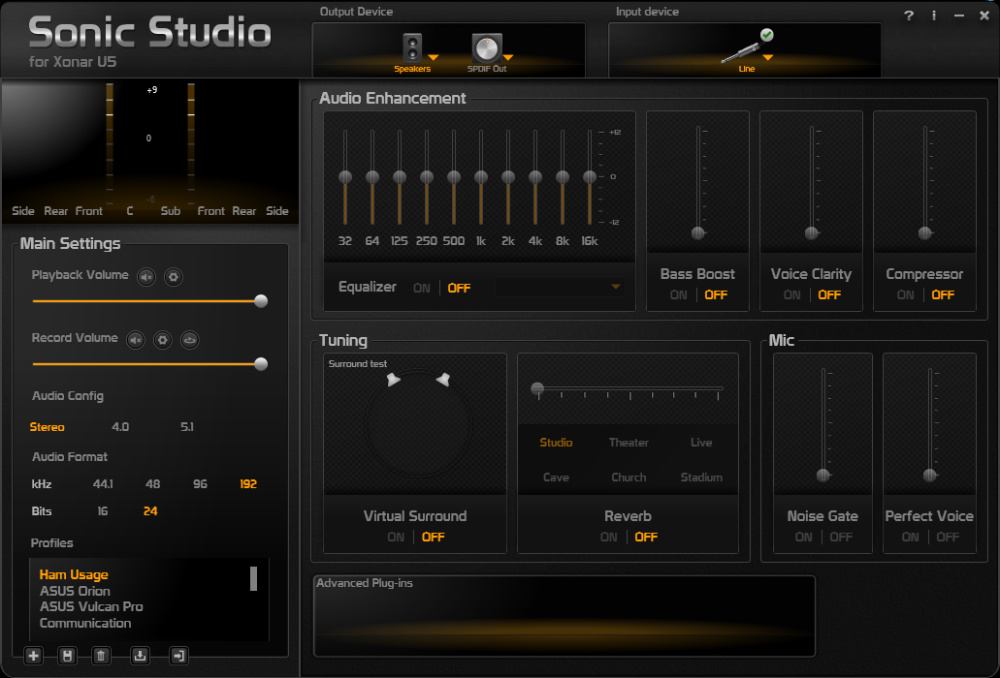 Sonic Studio
for Xonar U5
Output Device
Speakers
SPDIF Out
Input device
Line
? i
+9
0
-6
Side Rear Front C Sub Front Rear Side
Main Settings
Playback Volume
Record Volume
Audio Config
Stereo 4.0 5.1
Audio Format
kHz 44.1 48 96 192
Bits 16 24
Profiles
Ham Usage
ASUS Orion
ASUS Vulcan Pro
Communication
Audio Enhancement
+12
0
-12
32 64 125 250 500 1k 2k 4k 8k 16k
Equalizer ON OFF
Bass Boost
ON OFF
Voice Clarity
ON OFF
Compressor
ON OFF
Tuning
Surround test
Virtual Surround
ON OFF
Studio Theater Live
Cave Church Stadium
Reverb
ON OFF
Mic
Noise Gate
ON OFF
Perfect Voice
ON OFF
Advanced Plug-ins